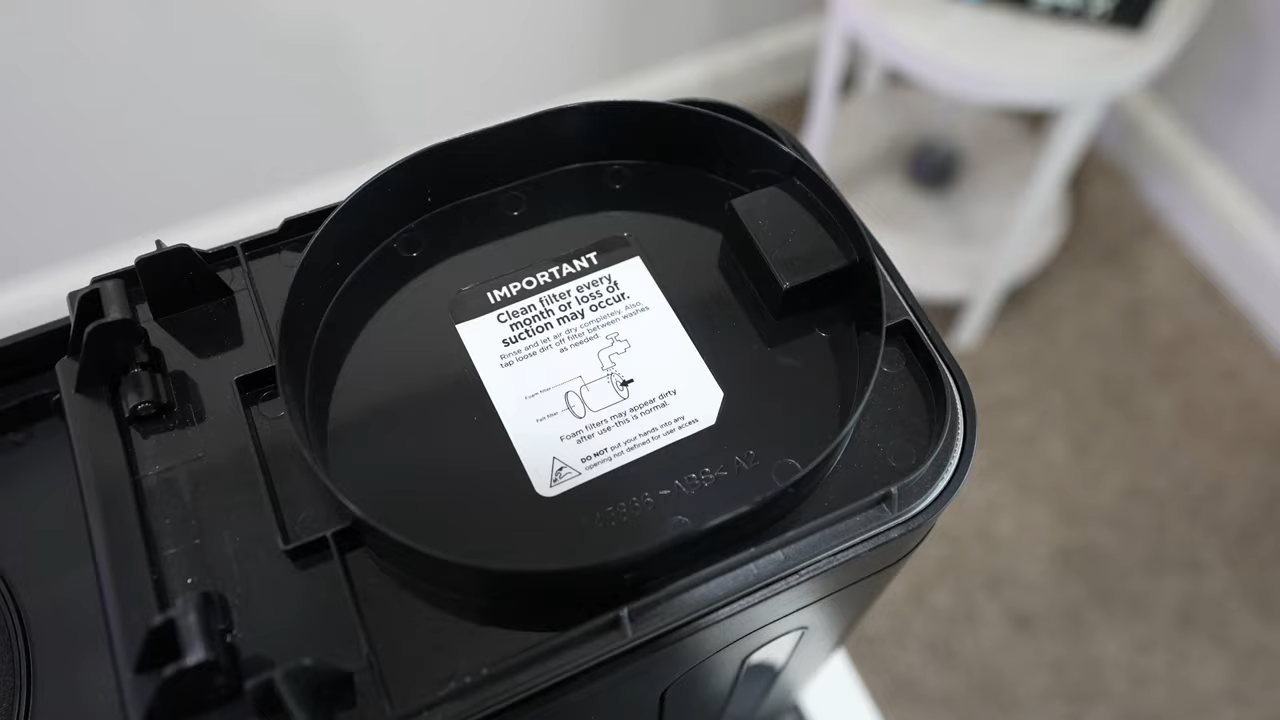 IMPORTANT
Clean filter every
month or loss of
suction may occur.
Rinse and let air dry completely. Also,
tap loose dirt off filter between washes
as needed.
Foam filter
Felt filter
Foam filters may appear dirty
after use-this is normal.
DO NOT put your hands into any
opening not defined for user access
>ABS< A2